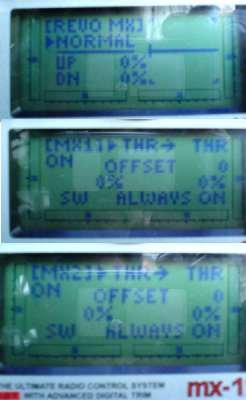 [REVO MX]
▶NORMAL
UP 0%
DN 0%
[MX1]▶THR→ THR
ON
OFFSET 0
0% 0%
SW ALWAYS ON
[MX2]▶THR→ THR
ON
OFFSET 0
0% 0%
SW ALWAYS ON
THE ULTIMATE RADIO CONTROL SYSTEM
WITH ADVANCED DIGITAL TRIM
mx-1